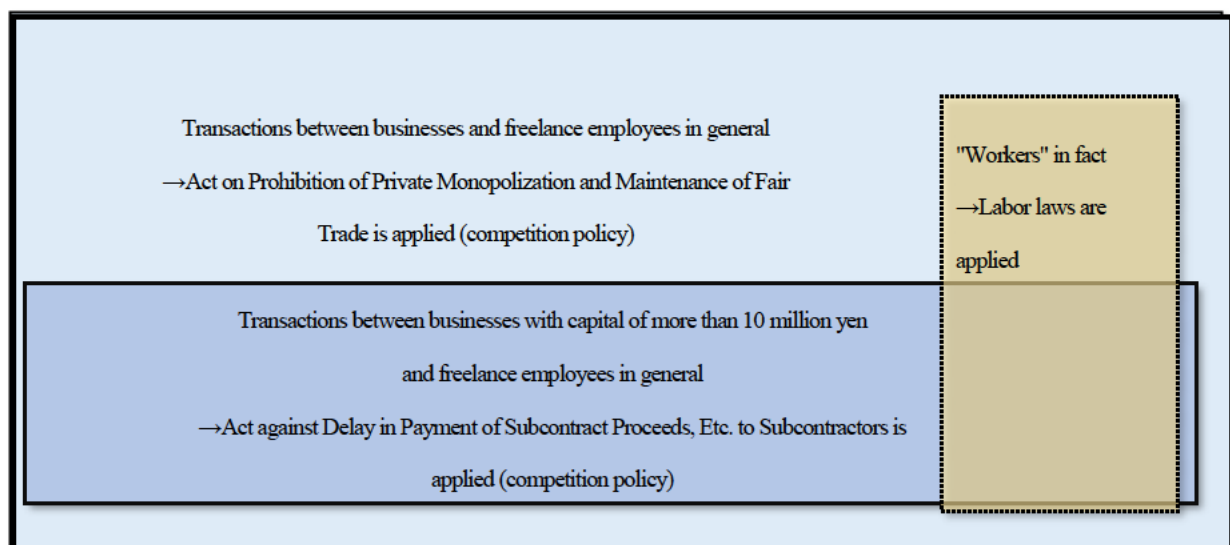 Transactions between businesses and freelance employees in general
→Act on Prohibition of Private Monopolization and Maintenance of Fair
Trade is applied (competition policy)
"Workers" in fact
→Labor laws are
applied
Transactions between businesses with capital of more than 10 million yen
and freelance employees in general
→Act against Delay in Payment of Subcontract Proceeds, Etc. to Subcontractors is
applied (competition policy)